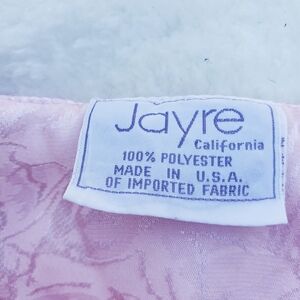 Jayre
California
100% POLYESTER
MADE IN U.S.A.
OF IMPORTED FABRIC